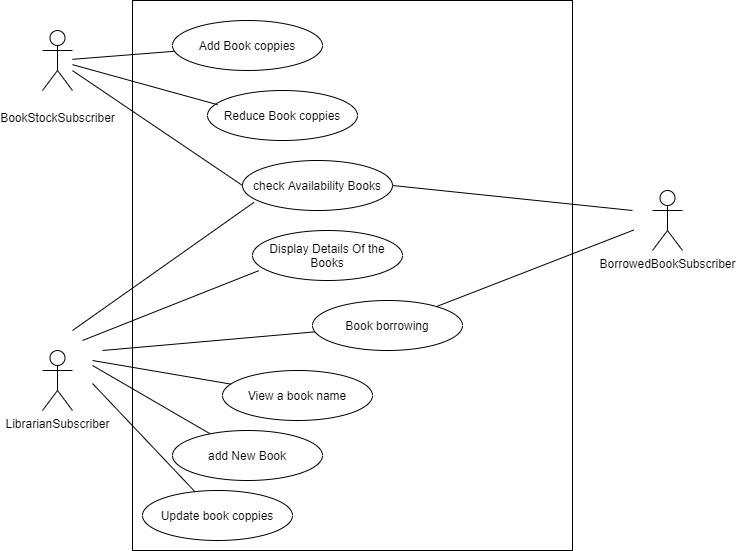 Add Book coppies
BookStockSubscriber
Reduce Book coppies
check Availability Books
Display Details Of the
Books
BorrowedBookSubscriber
Book borrowing
View a book name
LibrarianSubscriber
add New Book
Update book coppies